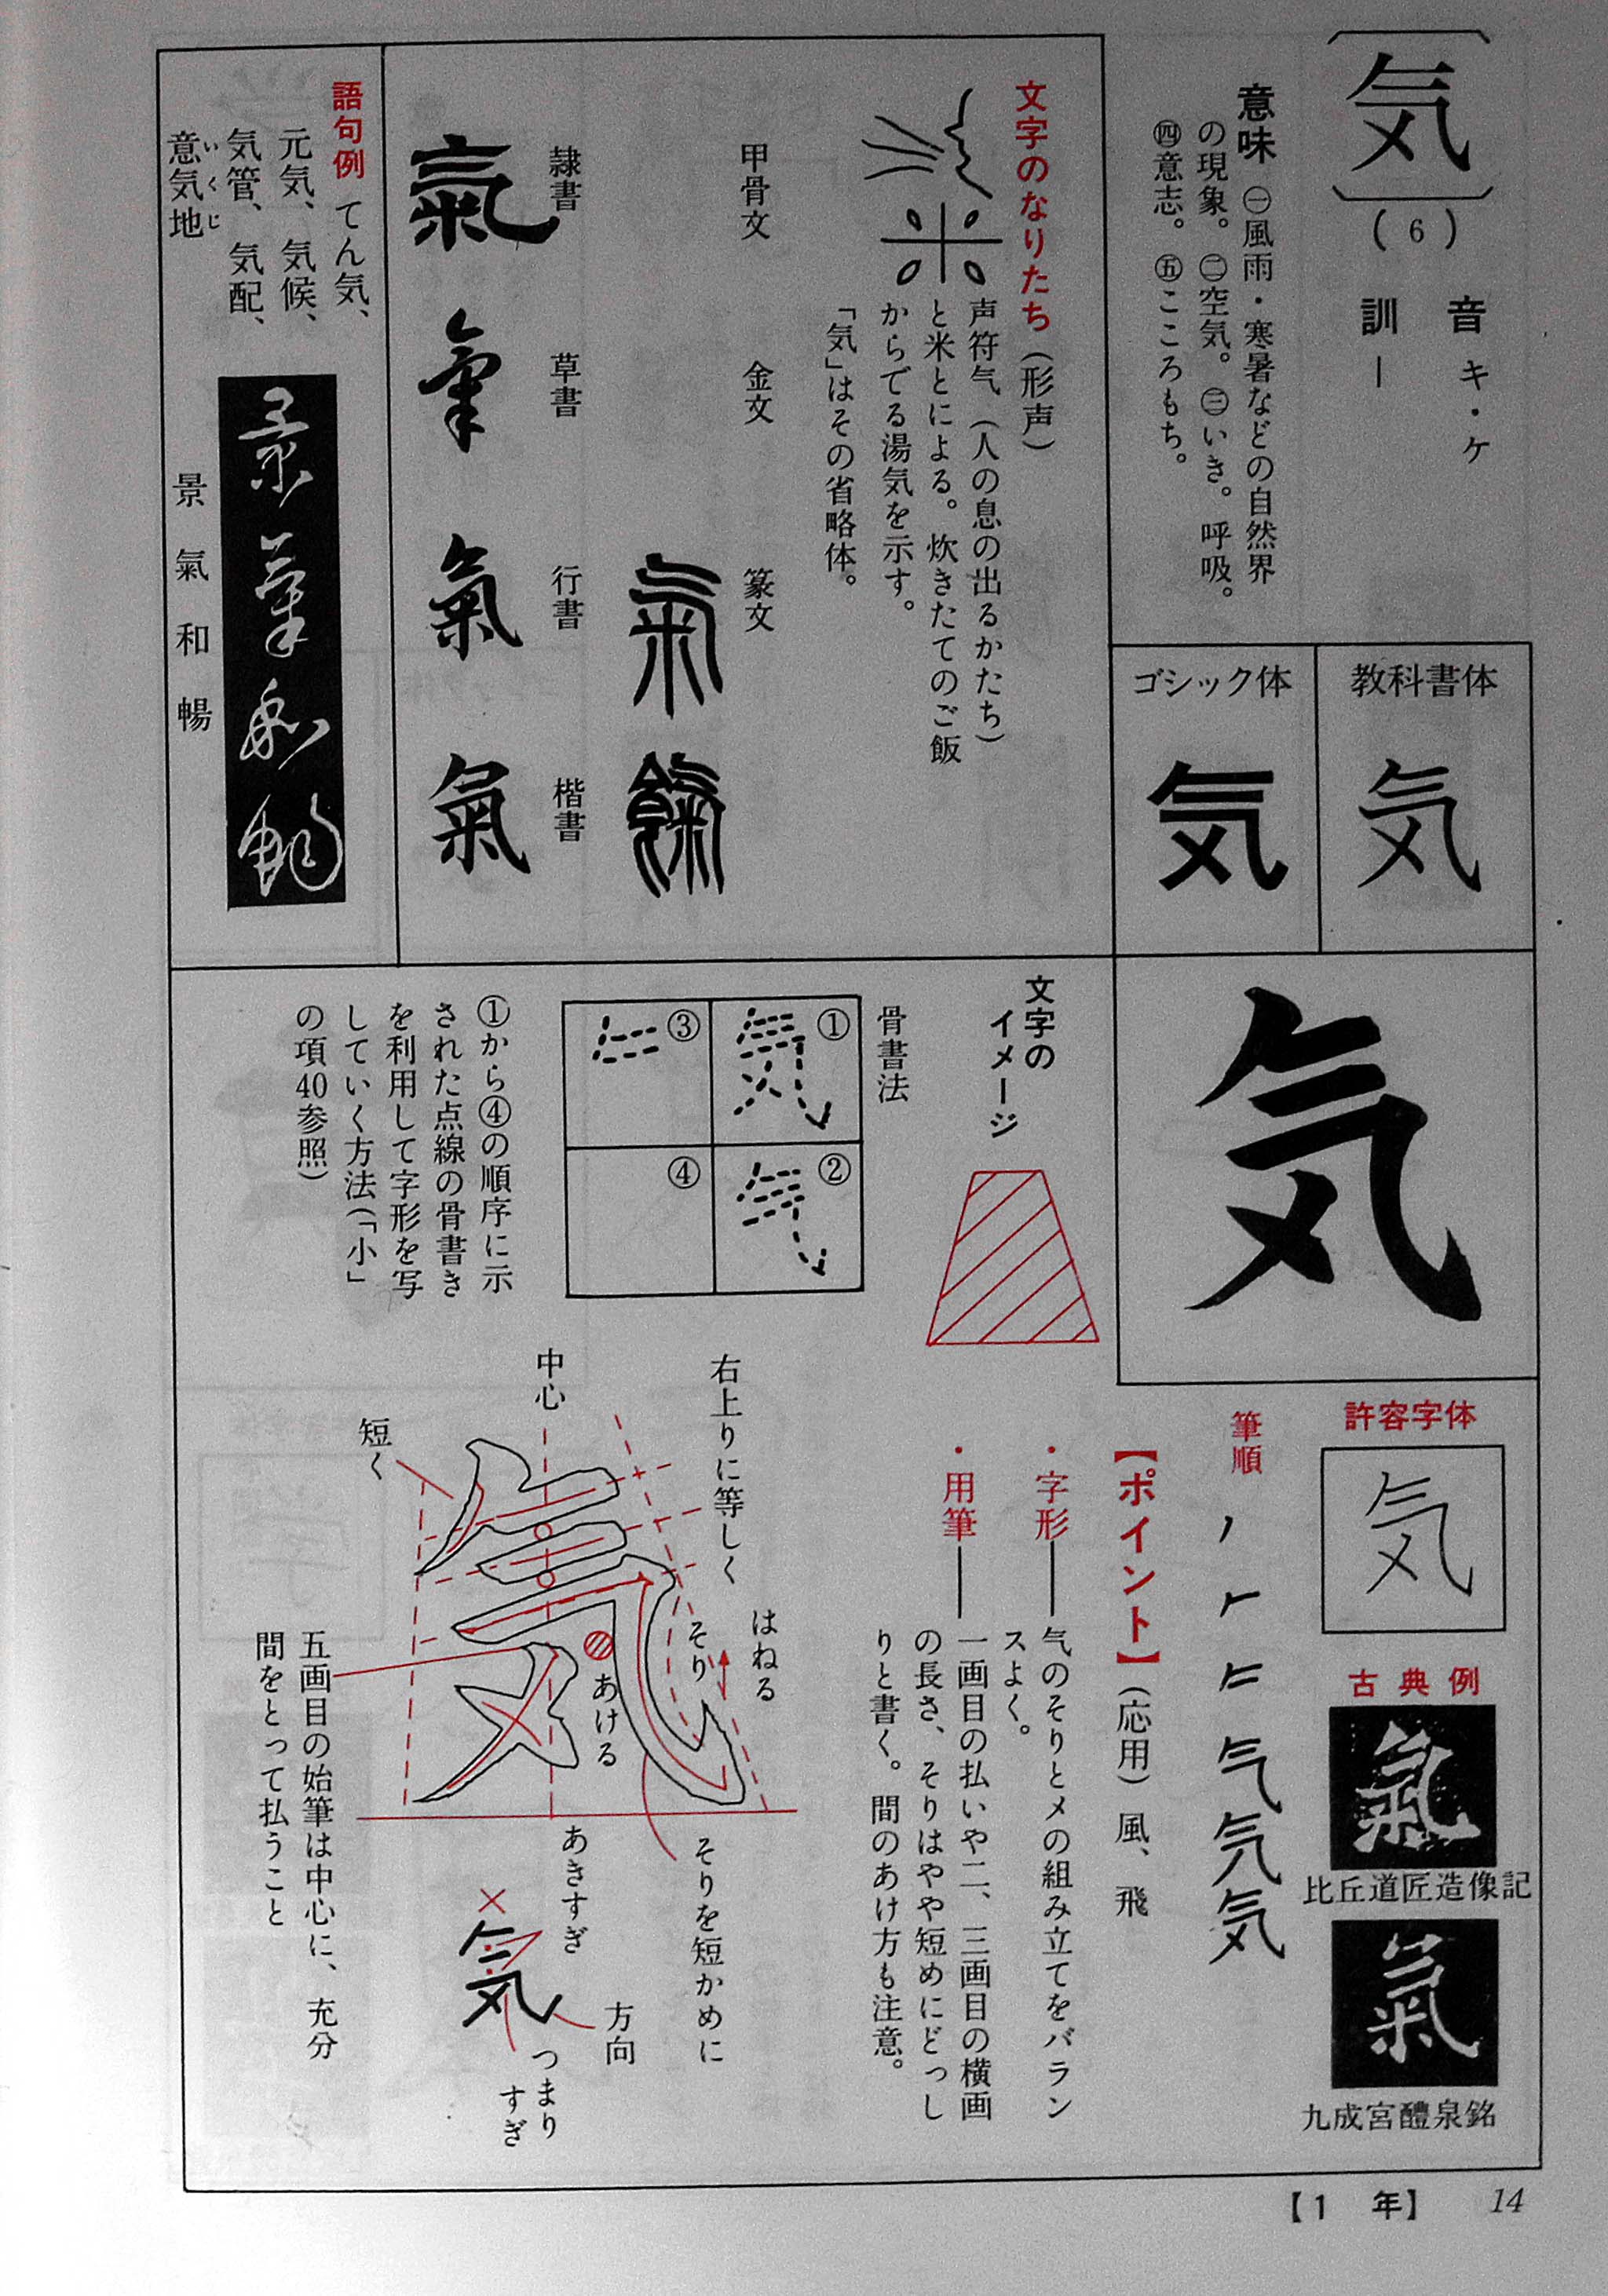 〔気〕(6)
音 キ・ケ
訓 ー
意味 ㊀風雨・寒暑などの自然界
の現象。㊁空気。㊂いき。呼吸。
㊃意志。㊄こころもち。
教科書体
気
ゴシック体
気
文字のなりたち(形声)
声符气(人の息の出るかたち)
と米とによる。炊きたてのご飯
からでる湯気を示す。
「気」はその省略体。
甲骨文
金文
篆文
氣
餼
隷書
氣
草書
氣
行書
氣
楷書
氣
語句例 てん気、
元気、気候、
気管、気配、
意気地
いくじ
景氣和暢
景氣和暢
気
文字の
イメージ
骨書法
①
②
③
④
①から④の順序に示
された点線の骨書き
を利用して字形を写
していく方法(「小」
の項40参照)
許容字体
気
古典例
氣
比丘道匠造像記
氣
九成宮醴泉銘
筆順
【ポイント】(応用)風、飛
・字形──気のそりとメの組み立てをバラン
スよく。
・用筆──一画目の払いや二、三画目の横画
の長さ、そりはやや短めにどっし
りと書く。間のあけ方も注意。
右上りに等しく
はねる
そり
あける
中心
短く
そりを短かめに
五画目の始筆は中心に、充分
間をとって払うこと
あきすぎ
×
気
方向
つまり
すぎ
【1 年】 14